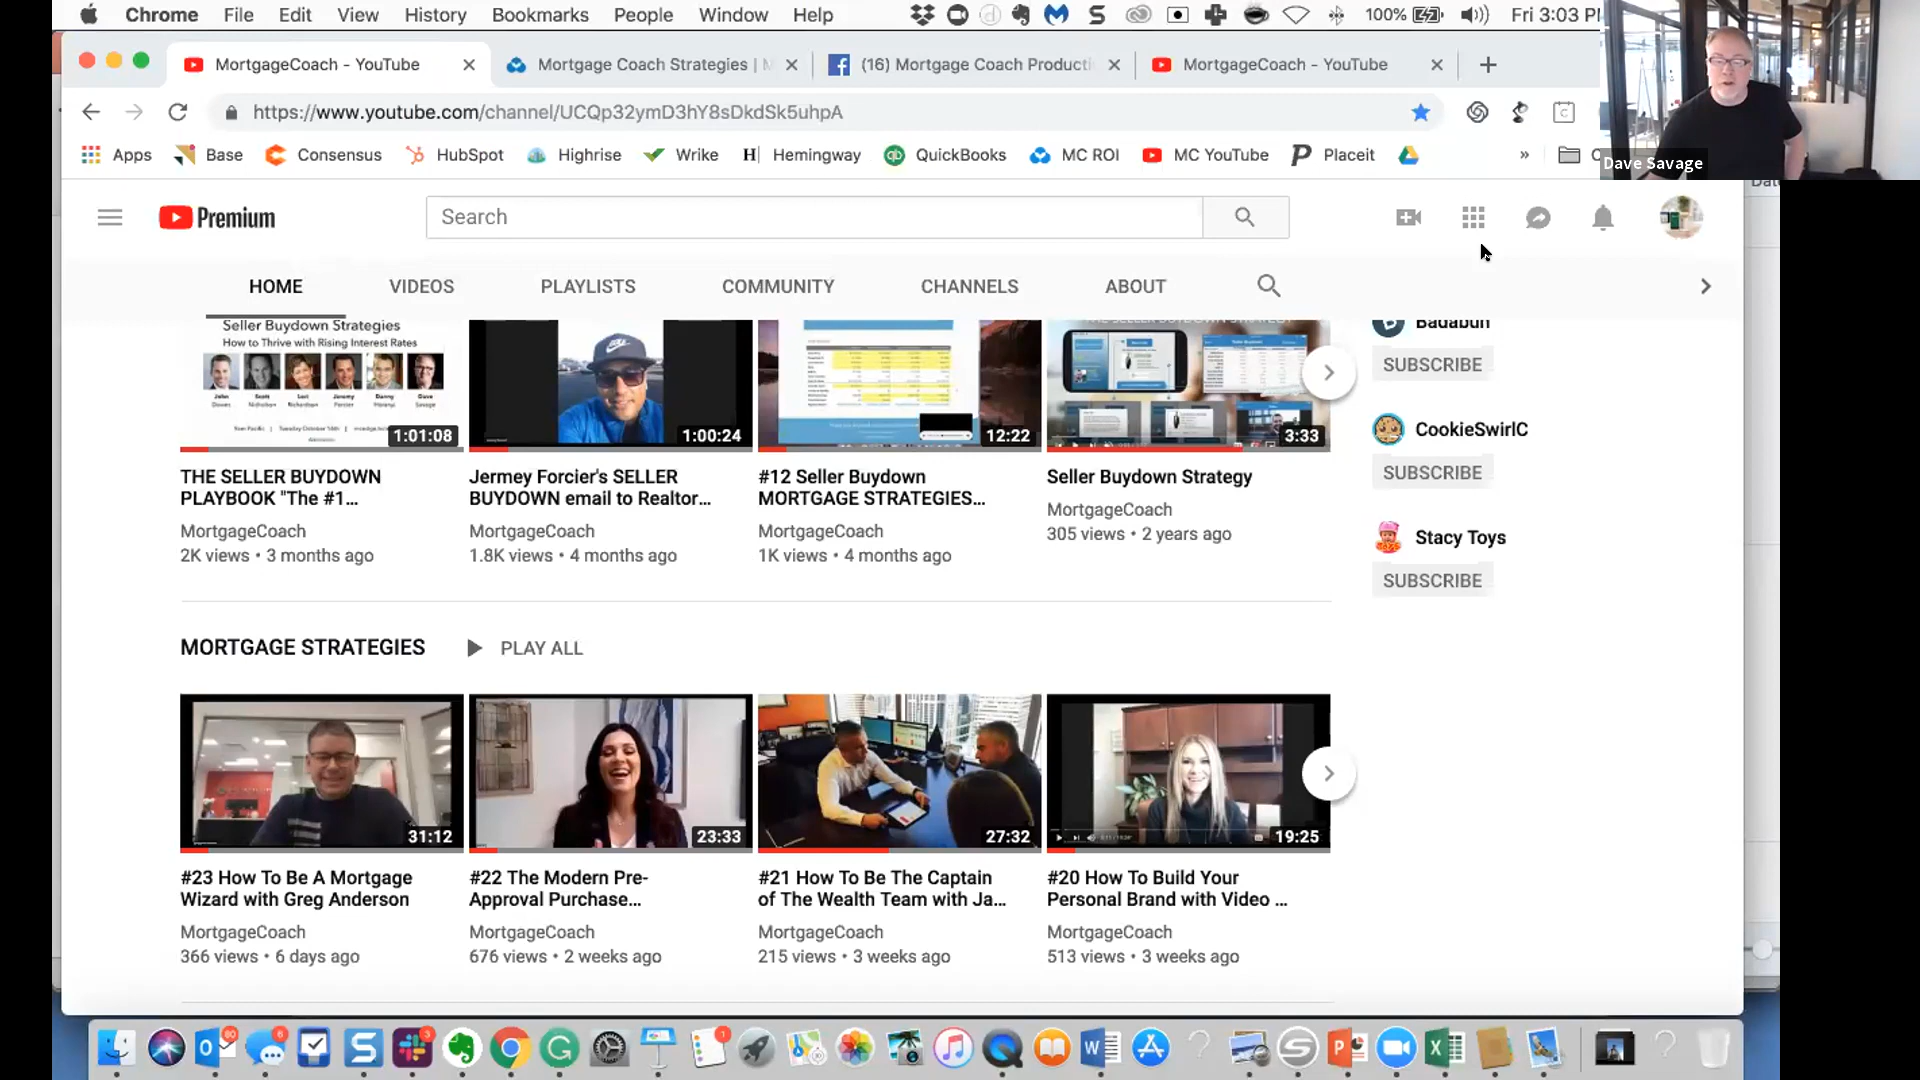 Chrome File Edit View History Bookmarks People Window Help 100% Fri 3:03 P
MortgageCoach - YouTube
Mortgage Coach Strategies | M
(16) Mortgage Coach Producti
MortgageCoach - YouTube
https://www.youtube.com/channel/UCQp32ymD3hY8sDkdSk5uhpA
Apps Base Consensus HubSpot Highrise Wrike Hemingway QuickBooks MC ROI MC YouTube Placeit
Dave Savage
Premium
Search
HOME VIDEOS PLAYLISTS COMMUNITY CHANNELS ABOUT
Seller Buydown Strategies
How to Thrive with Rising Interest Rates
1:01:08
1:00:24
12:22
3:33
THE SELLER BUYDOWN
PLAYBOOK "The #1...
MortgageCoach
2K views • 3 months ago
Jermey Forcier's SELLER
BUYDOWN email to Realtor...
MortgageCoach
1.8K views • 4 months ago
#12 Seller Buydown
MORTGAGE STRATEGIES...
MortgageCoach
1K views • 4 months ago
Seller Buydown Strategy
MortgageCoach
305 views • 2 years ago
Badabun
SUBSCRIBE
CookieSwirlC
SUBSCRIBE
Stacy Toys
SUBSCRIBE
MORTGAGE STRATEGIES
PLAY ALL
31:12
23:33
27:32
19:25
#23 How To Be A Mortgage
Wizard with Greg Anderson
MortgageCoach
366 views • 6 days ago
#22 The Modern Pre-
Approval Purchase...
MortgageCoach
676 views • 2 weeks ago
#21 How To Be The Captain
of The Wealth Team with Ja...
MortgageCoach
215 views • 3 weeks ago
#20 How To Build Your
Personal Brand with Video ...
MortgageCoach
513 views • 3 weeks ago